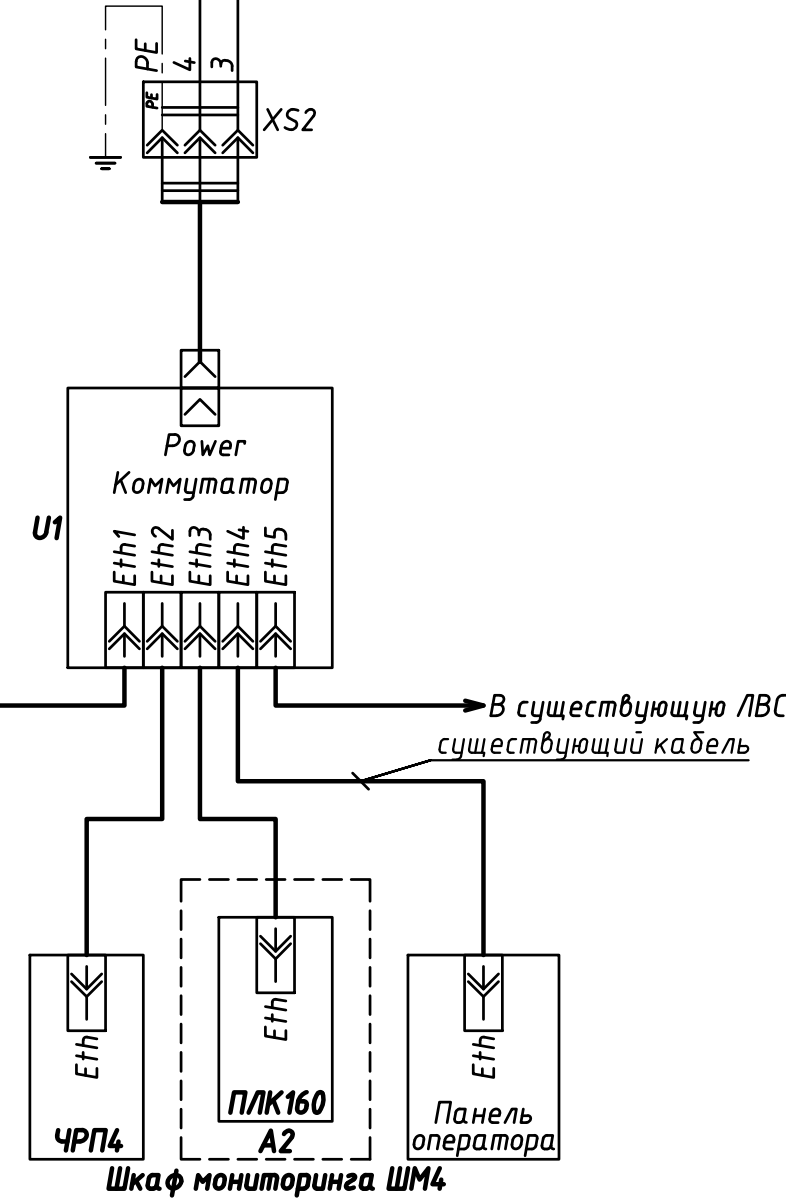 PE
4
3
PE
XS2
Power
Коммутатор
U1
Eth1
Eth2
Eth3
Eth4
Eth5
В существующую ЛВС
существующий кабель
Eth
Eth
Eth
ПЛК160
ЧРП4
А2
Панель
оператора
Шкаф мониторинга ШМ4